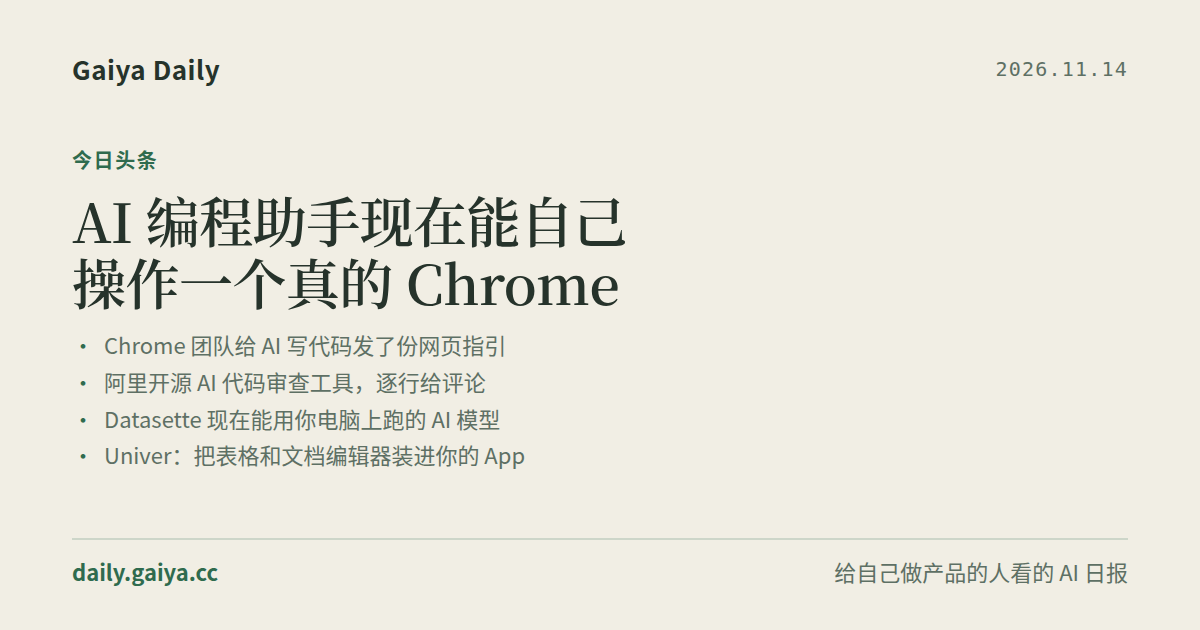 Gaiya Daily
2026.11.14
今日头条
AI 编程助手现在能自己
操作一个真的 Chrome
• Chrome 团队给 AI 写代码发了份网页指引
• 阿里开源 AI 代码审查工具，逐行给评论
• Datasette 现在能用你电脑上跑的 AI 模型
• Univer：把表格和文档编辑器装进你的 App
daily.gaiya.cc
给自己做产品的人看的 AI 日报